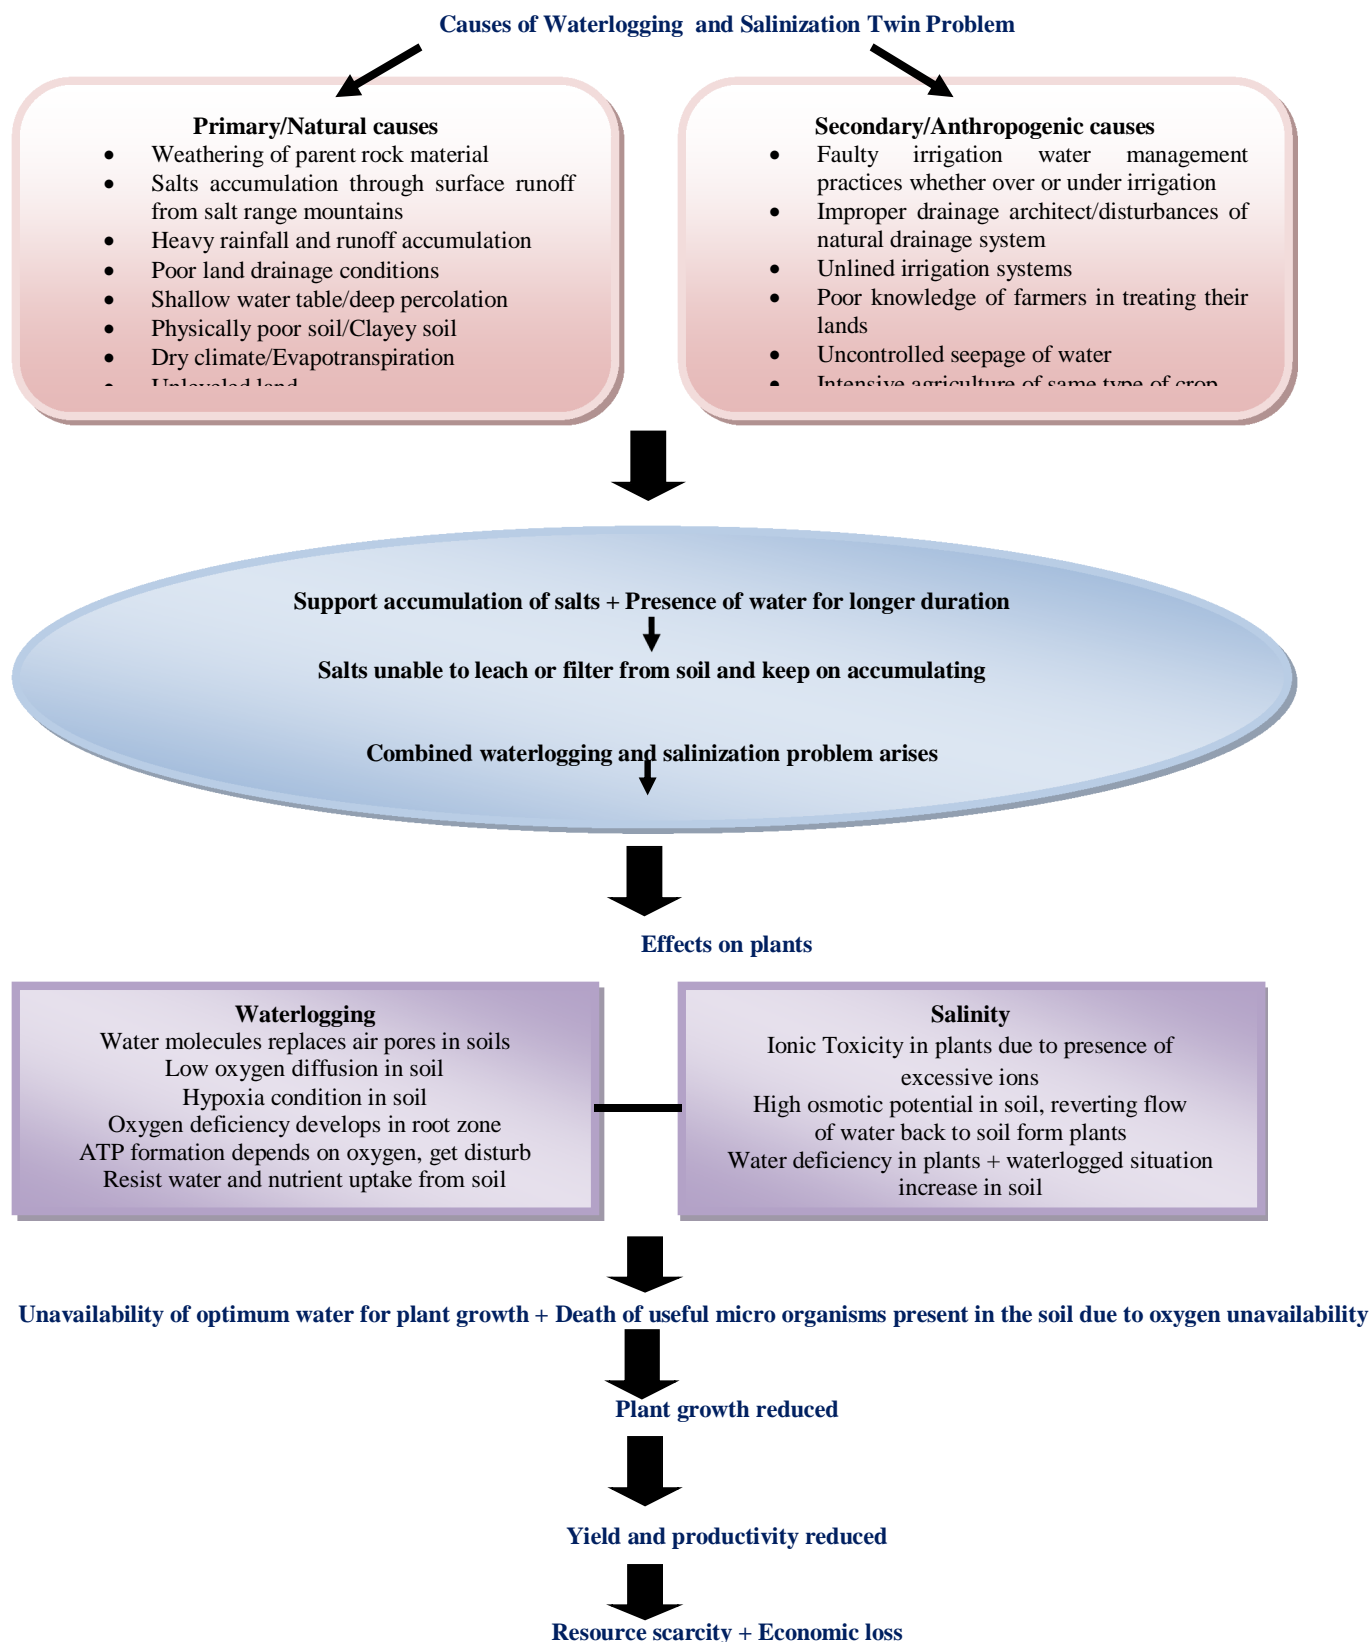 Causes of Waterlogging and Salinization Twin Problem
Primary/Natural causes
• Weathering of parent rock material
• Salts accumulation through surface runoff
from salt range mountains
• Heavy rainfall and runoff accumulation
• Poor land drainage conditions
• Shallow water table/deep percolation
• Physically poor soil/Clayey soil
• Dry climate/Evapotranspiration
• Unleveled land
Secondary/Anthropogenic causes
• Faulty irrigation water management
practices whether over or under irrigation
• Improper drainage architect/disturbances of
natural drainage system
• Unlined irrigation systems
• Poor knowledge of farmers in treating their
lands
• Uncontrolled seepage of water
• Intensive agriculture of same type of crop
Support accumulation of salts + Presence of water for longer duration
Salts unable to leach or filter from soil and keep on accumulating
Combined waterlogging and salinization problem arises
Effects on plants
Waterlogging
Water molecules replaces air pores in soils
Low oxygen diffusion in soil
Hypoxia condition in soil
Oxygen deficiency develops in root zone
ATP formation depends on oxygen, get disturb
Resist water and nutrient uptake from soil
Salinity
Ionic Toxicity in plants due to presence of
excessive ions
High osmotic potential in soil, reverting flow
of water back to soil form plants
Water deficiency in plants + waterlogged situation
increase in soil
Unavailability of optimum water for plant growth + Death of useful micro organisms present in the soil due to oxygen unavailability
Plant growth reduced
Yield and productivity reduced
Resource scarcity + Economic loss